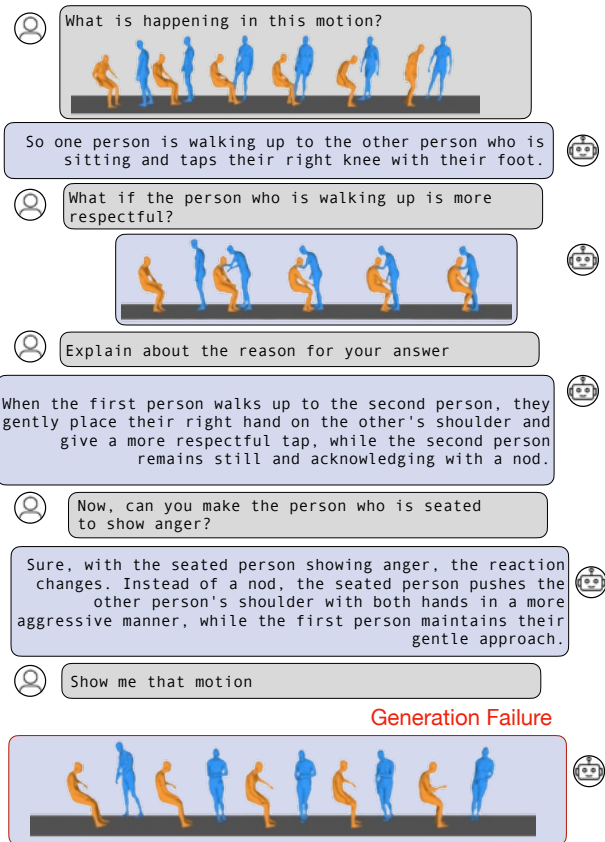 What is happening in this motion?
So one person is walking up to the other person who is
sitting and taps their right knee with their foot.
What if the person who is walking up is more
respectful?
Explain about the reason for your answer
When the first person walks up to the second person, they
gently place their right hand on the other's shoulder and
give a more respectful tap, while the second person
remains still and acknowledging with a nod.
Now, can you make the person who is seated
to show anger?
Sure, with the seated person showing anger, the reaction
changes. Instead of a nod, the seated person pushes the
other person's shoulder with both hands in a more
aggressive manner, while the first person maintains their
gentle approach.
Show me that motion
Generation Failure